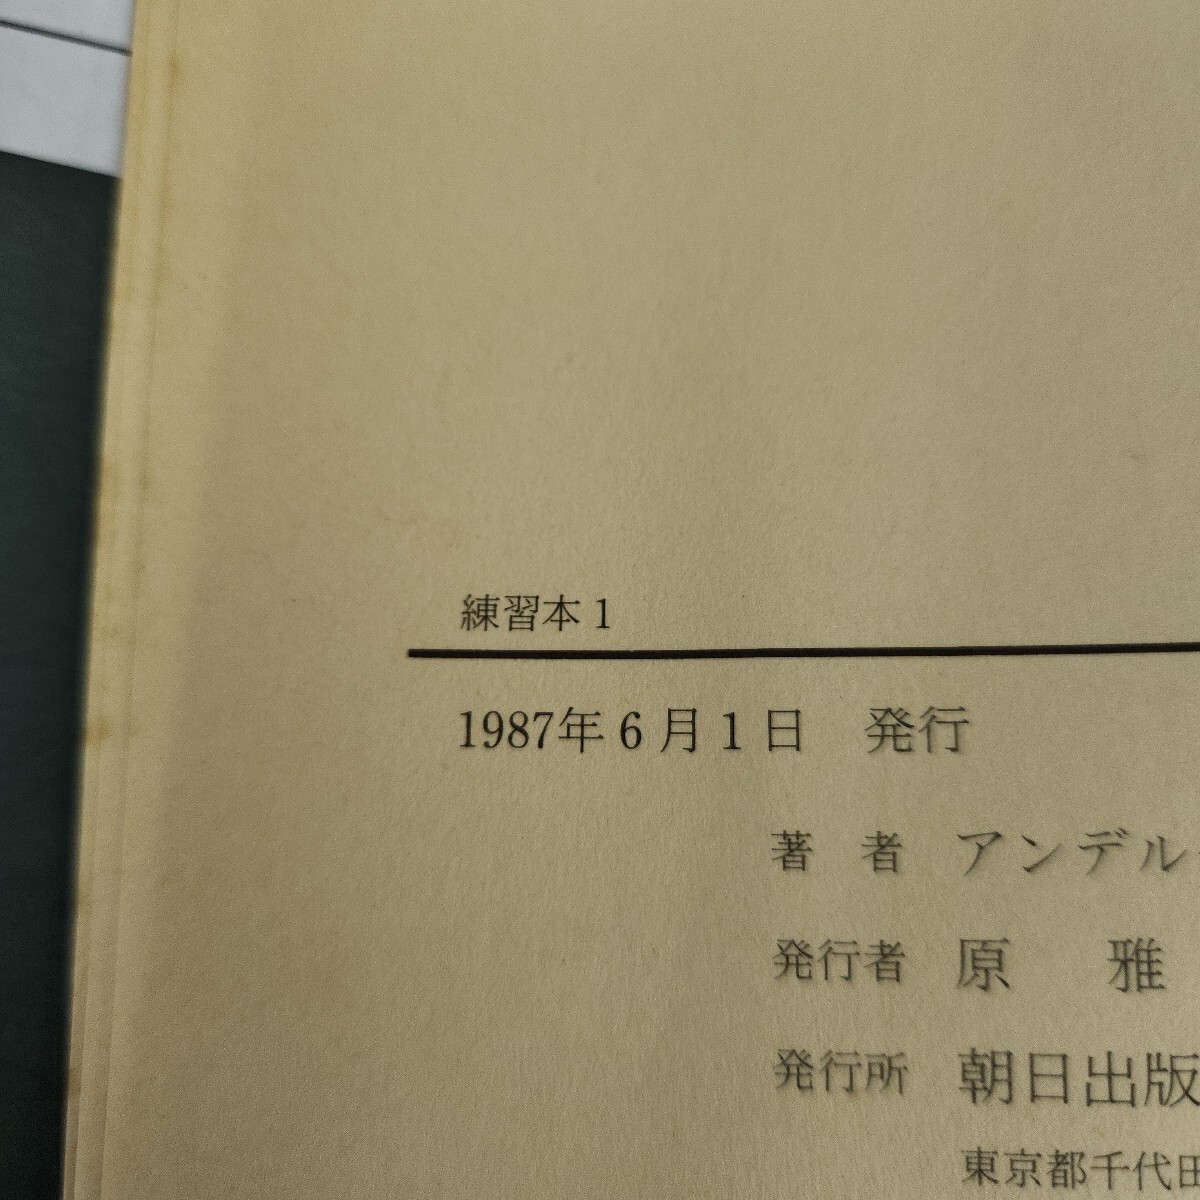 練習本 1
1987年 6 月 1 日　発行
著　者　アンデル
発行者　原　雅
発行所　朝日出版
東京都千代田